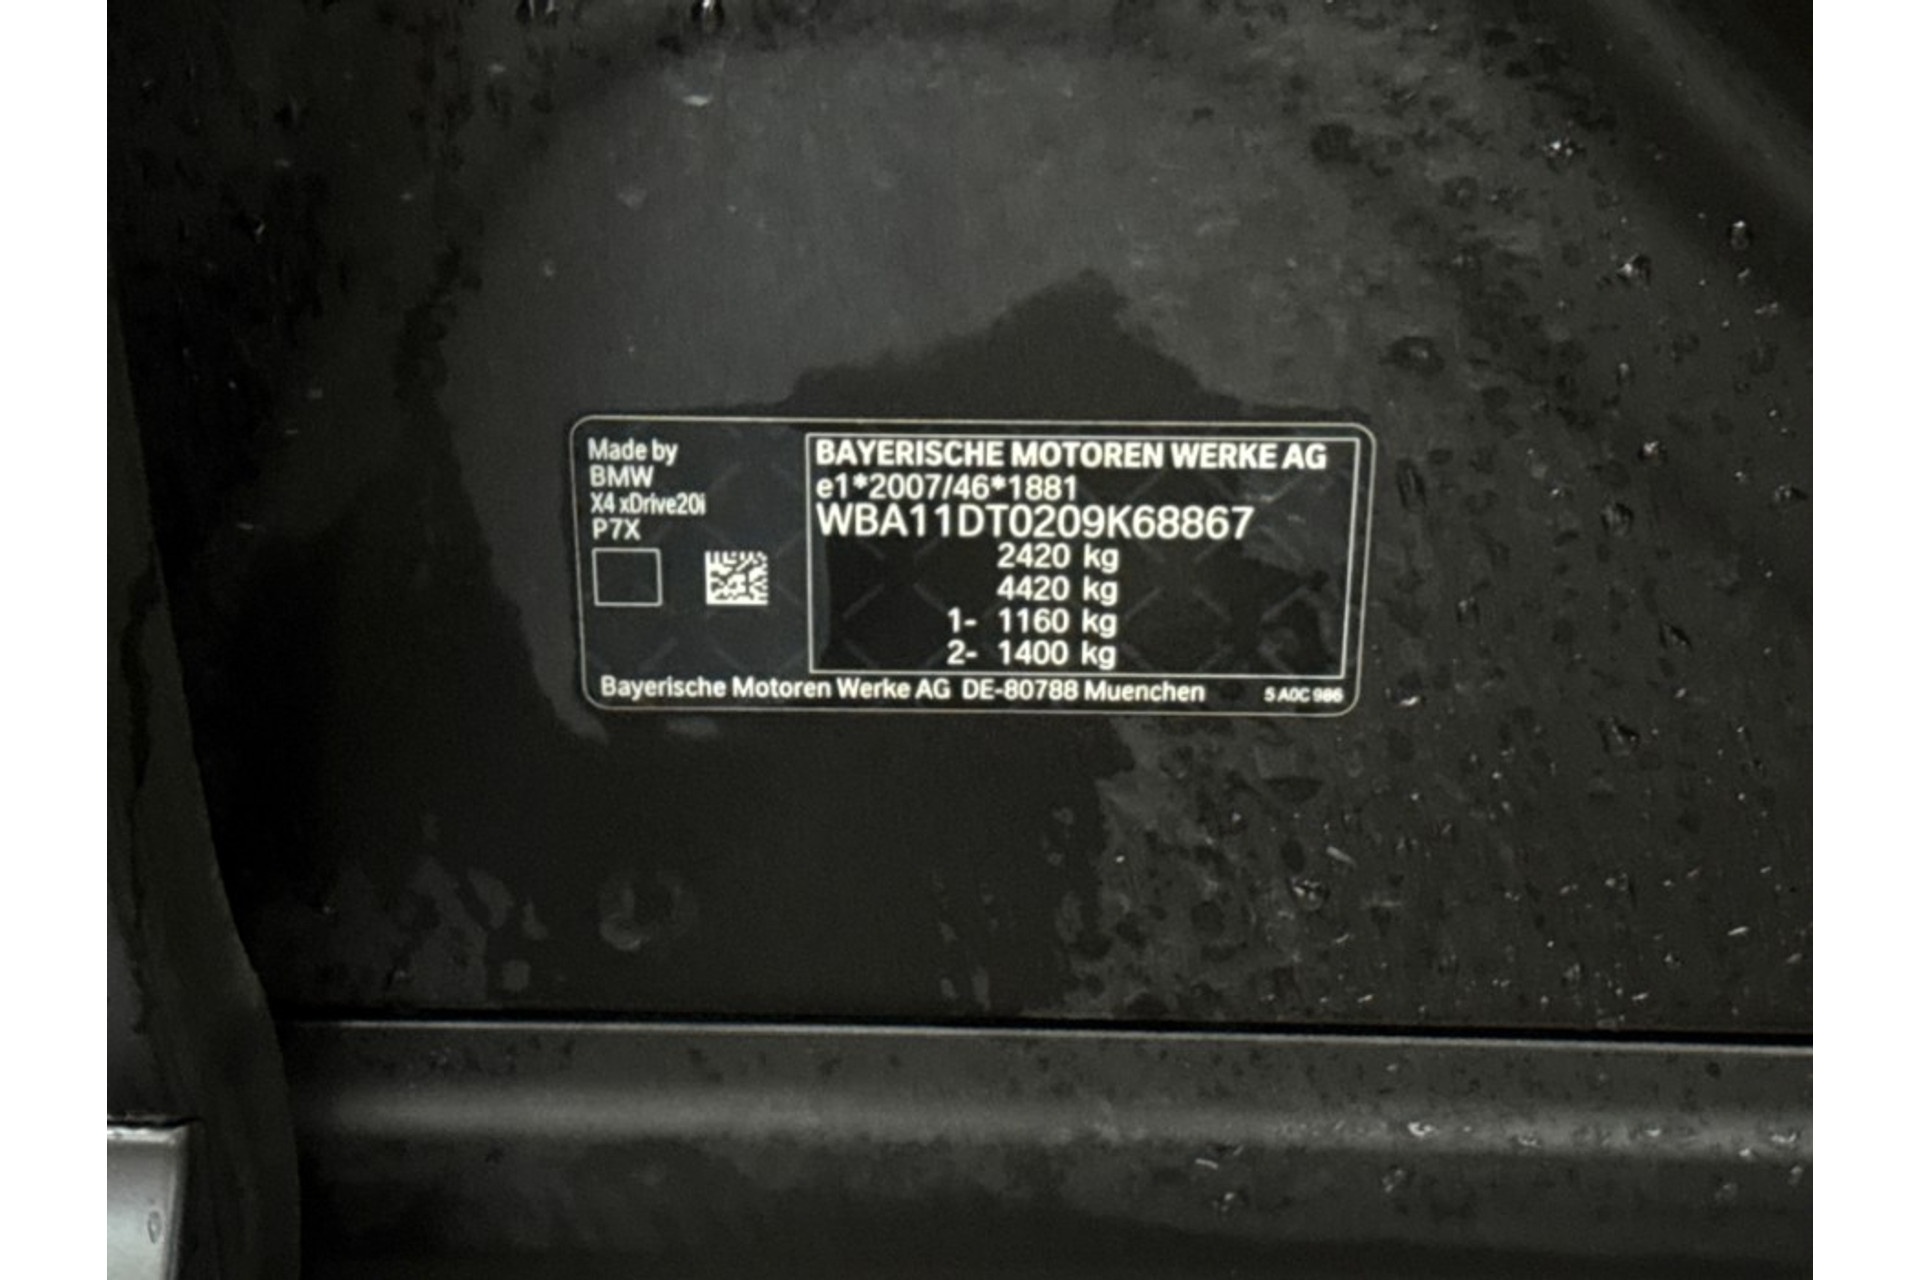 Made by
BMW
X4 xDrive20i
P7X
BAYERISCHE MOTOREN WERKE AG
e1*2007/46*1881
WBA11DT0209K68867
2420 kg
4420 kg
1- 1160 kg
2- 1400 kg
Bayerische Motoren Werke AG DE-80788 Muenchen
5 A0C 986